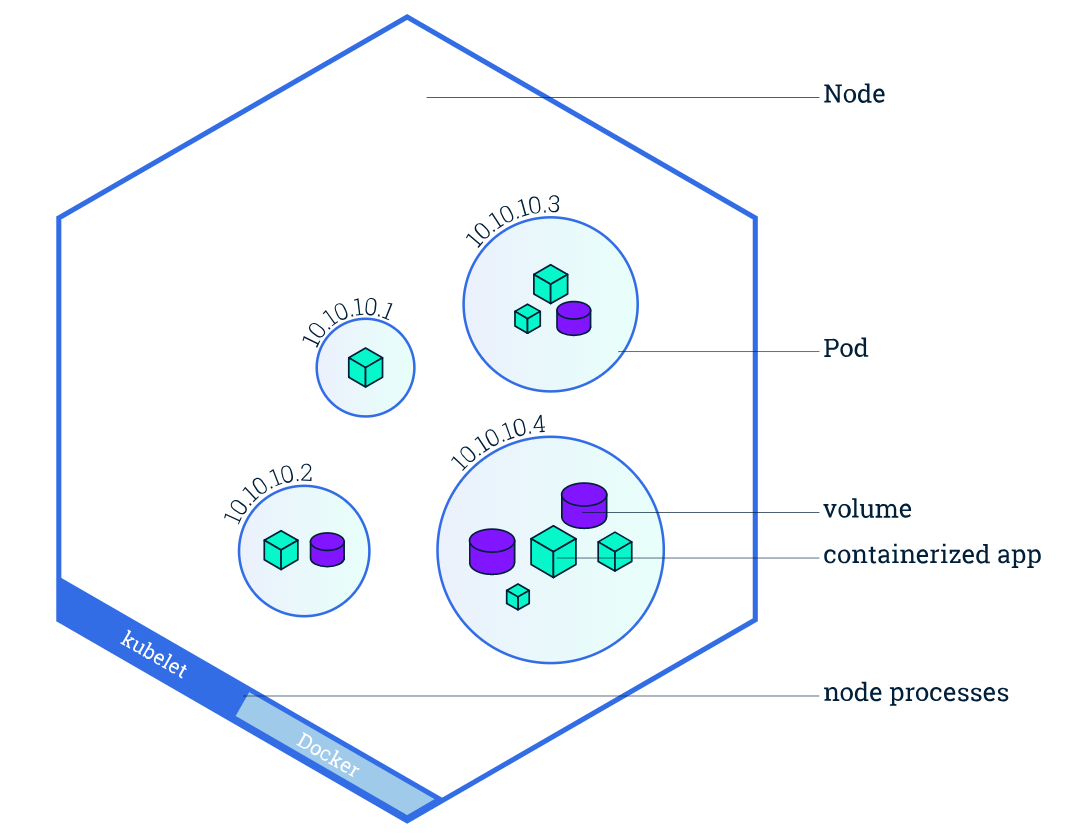 Node
10.10.10.3
10.10.10.1
Pod
10.10.10.4
10.10.10.2
volume
containerized app
kubelet
node processes
Docker